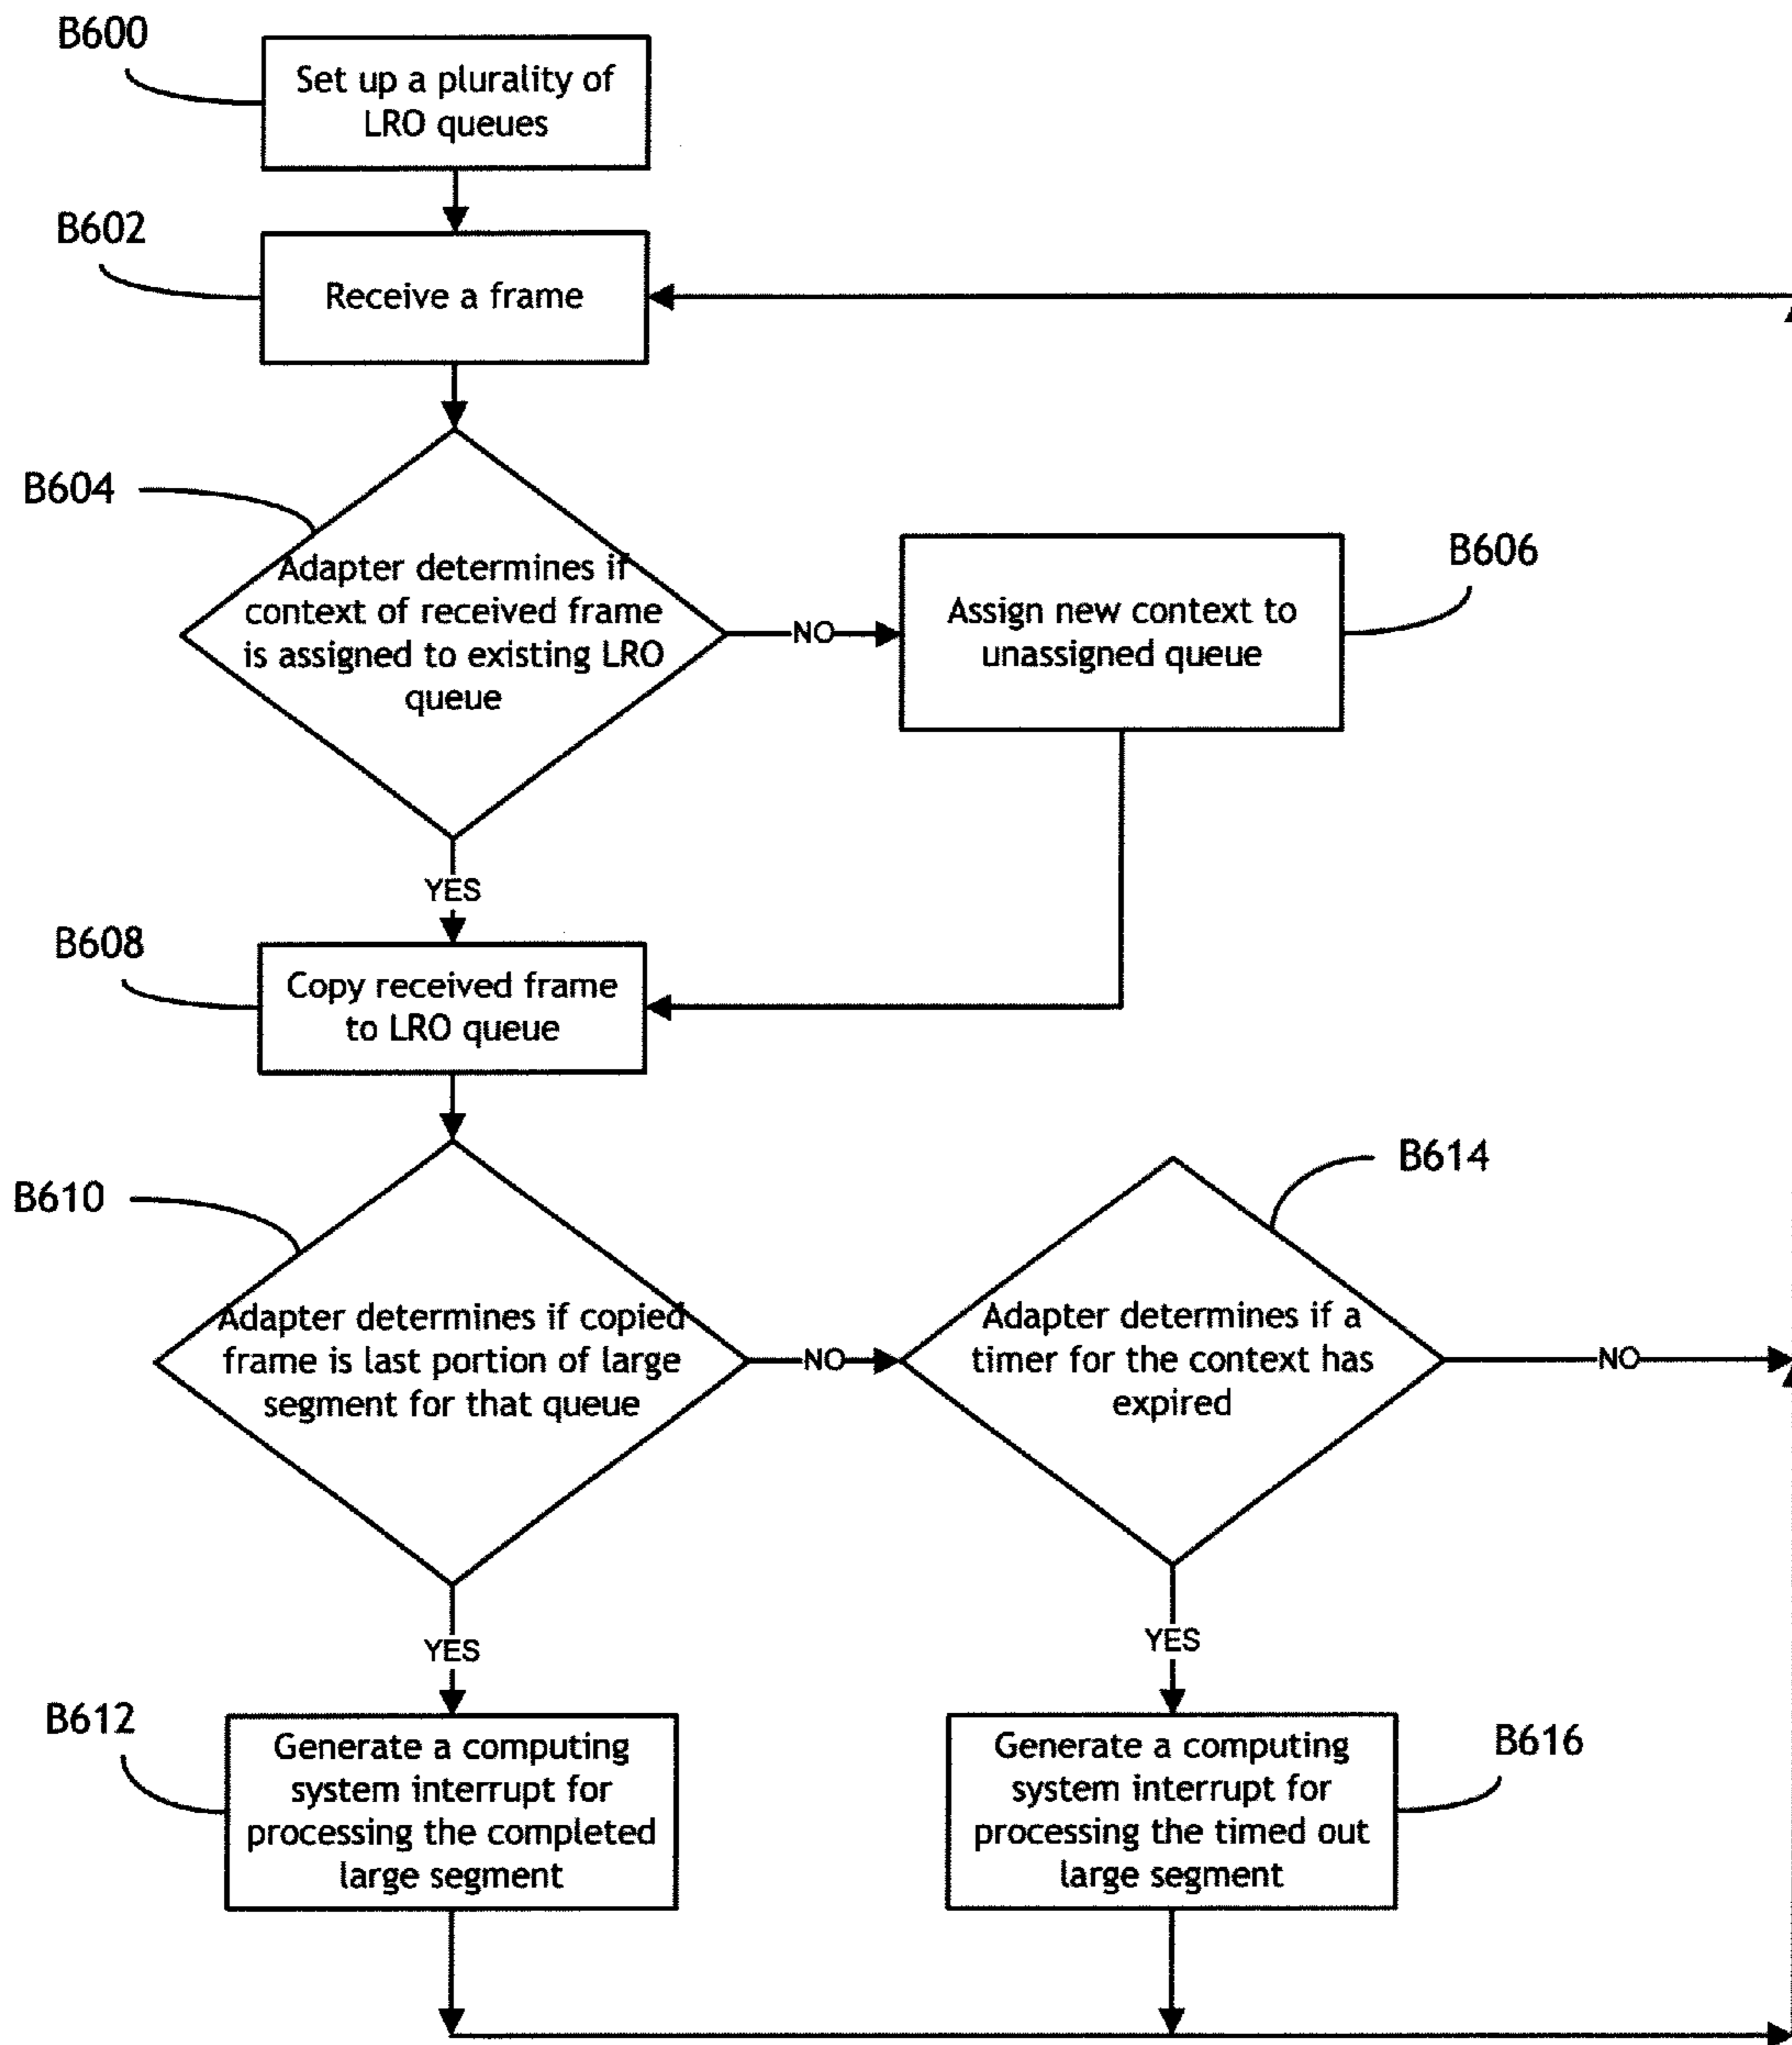 B600
Set up a plurality of
LRO queues
B602
Receive a frame
B604
Adapter determines if
context of received frame
is assigned to existing LRO
queue
NO
B606
Assign new context to
unassigned queue
YES
B608
Copy received frame
to LRO queue
B610
Adapter determines if copied
frame is last portion of large
segment for that queue
NO
B614
Adapter determines if a
timer for the context has
expired
NO
YES
YES
B612
Generate a computing
system interrupt for
processing the completed
large segment
B616
Generate a computing
system interrupt for
processing the timed out
large segment